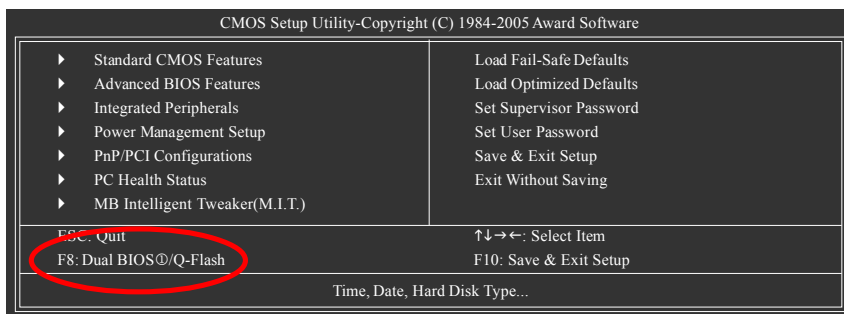 CMOS Setup Utility-Copyright (C) 1984-2005 Award Software
Standard CMOS Features
Advanced BIOS Features
Integrated Peripherals
Power Management Setup
PnP/PCI Configurations
PC Health Status
MB Intelligent Tweaker(M.I.T.)
Load Fail-Safe Defaults
Load Optimized Defaults
Set Supervisor Password
Set User Password
Save & Exit Setup
Exit Without Saving
ESC: Quit
↑↓→←: Select Item
F8: Dual BIOS①/Q-Flash
F10: Save & Exit Setup
Time, Date, Hard Disk Type...